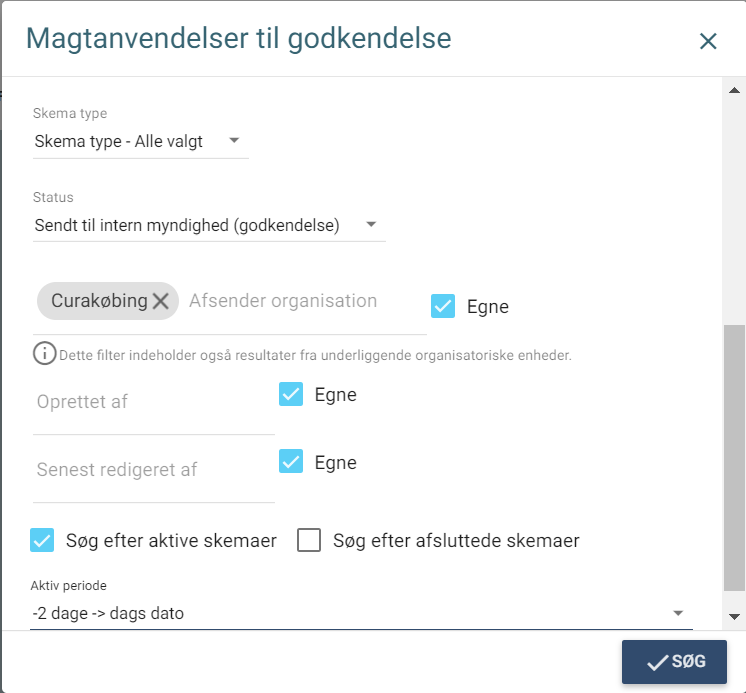 Magtanvendelser til godkendelse
Skema type
Skema type - Alle valgt
Status
Sendt til intern myndighed (godkendelse)
Curakøbing Afsender organisation
Egne
Dette filter indeholder også resultater fra underliggende organisatoriske enheder.
Oprettet af
Egne
Senest redigeret af
Egne
Søg efter aktive skemaer
Søg efter afsluttede skemaer
Aktiv periode
-2 dage -> dags dato
SØG